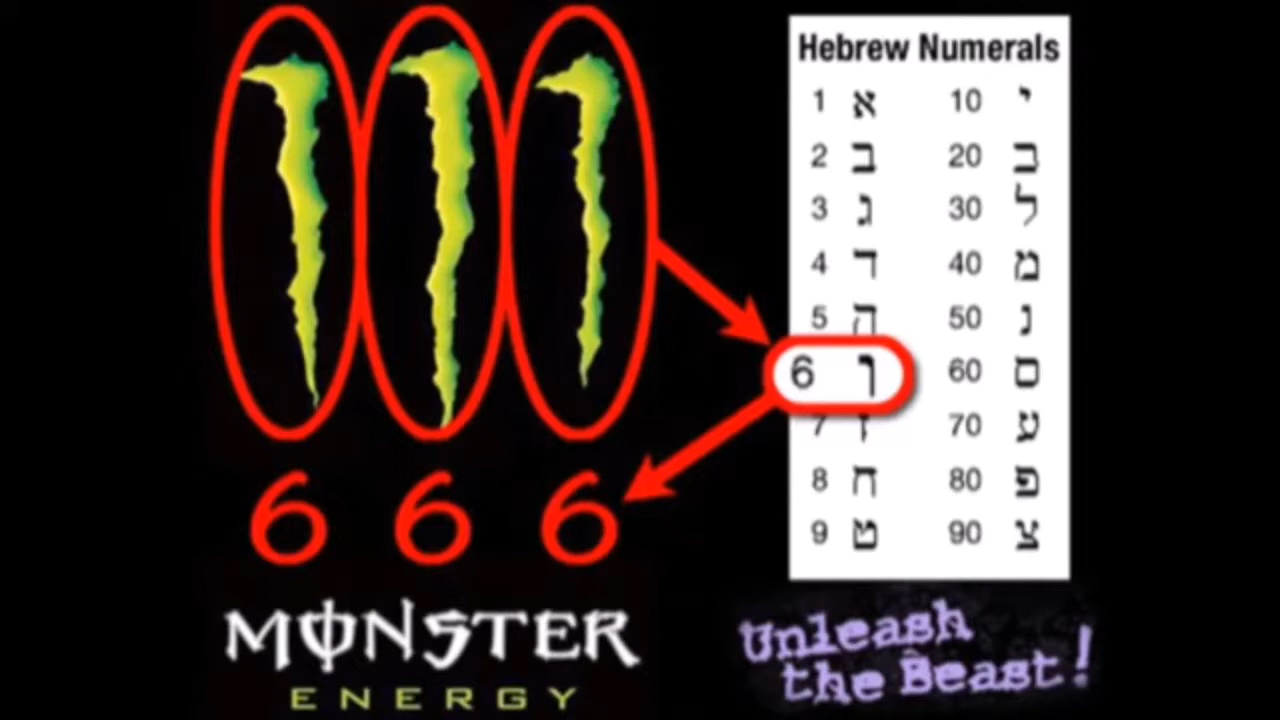 Hebrew Numerals
1 א 10 י
2 ב 20 ב
3 ג 30 ל
4 ד 40 מ
5 ה 50 נ
6 ו 60 ס
7 ז 70 ע
8 ח 80 פ
9 ט 90 צ
6 6 6
MONSTER
ENERGY
Unleash
the Beast!